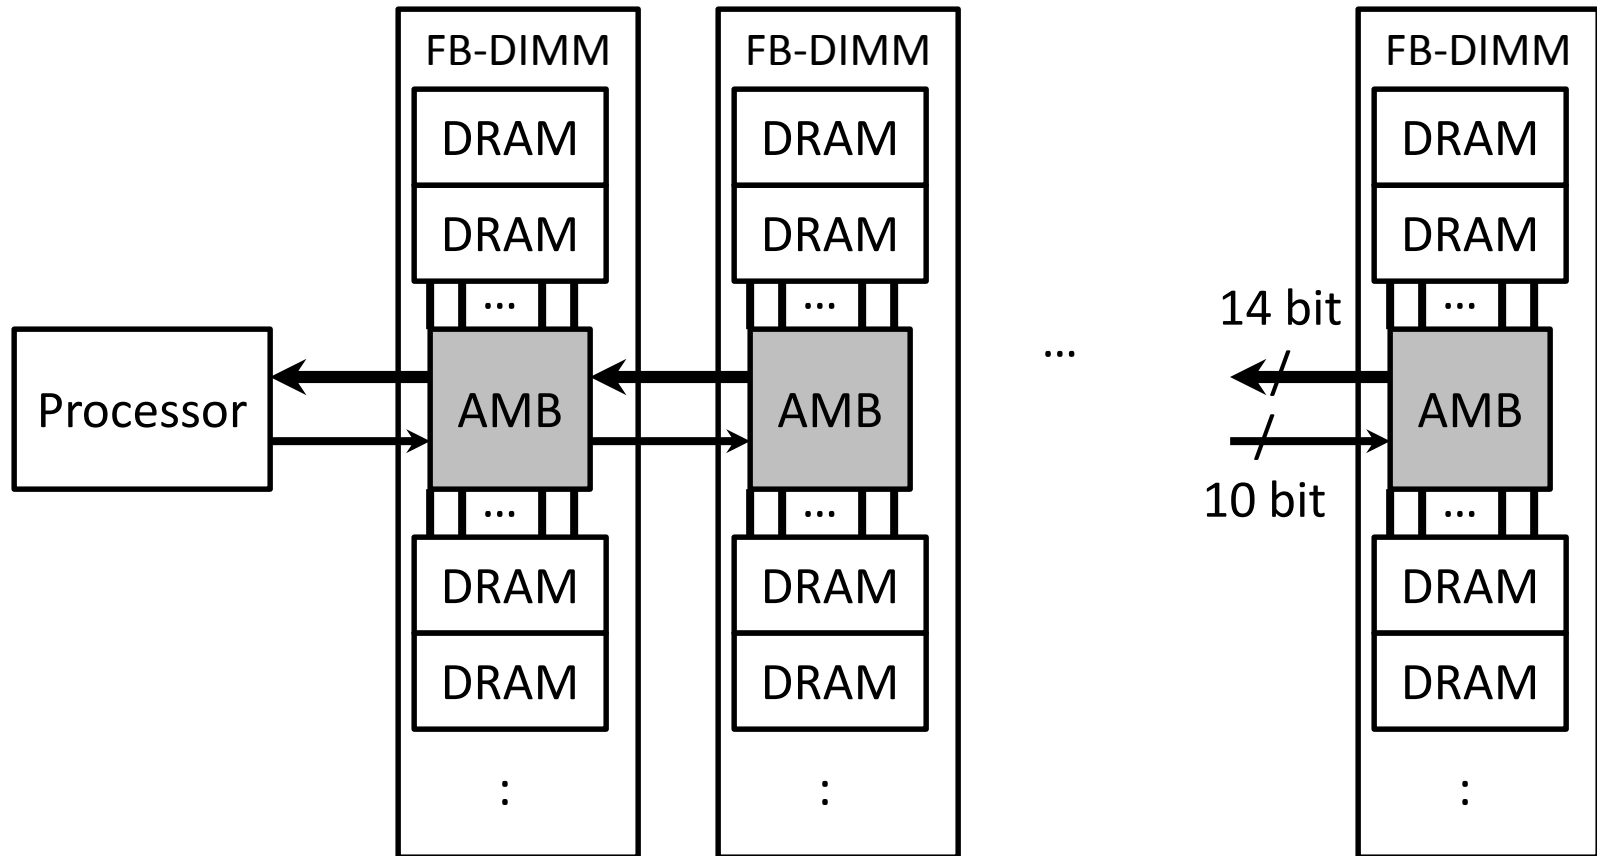 FB-DIMM FB-DIMM FB-DIMM
DRAM DRAM DRAM
DRAM DRAM DRAM
... ... 14 bit ...
...
Processor AMB AMB AMB
10 bit
... ... ...
DRAM DRAM DRAM
DRAM DRAM DRAM
: : :